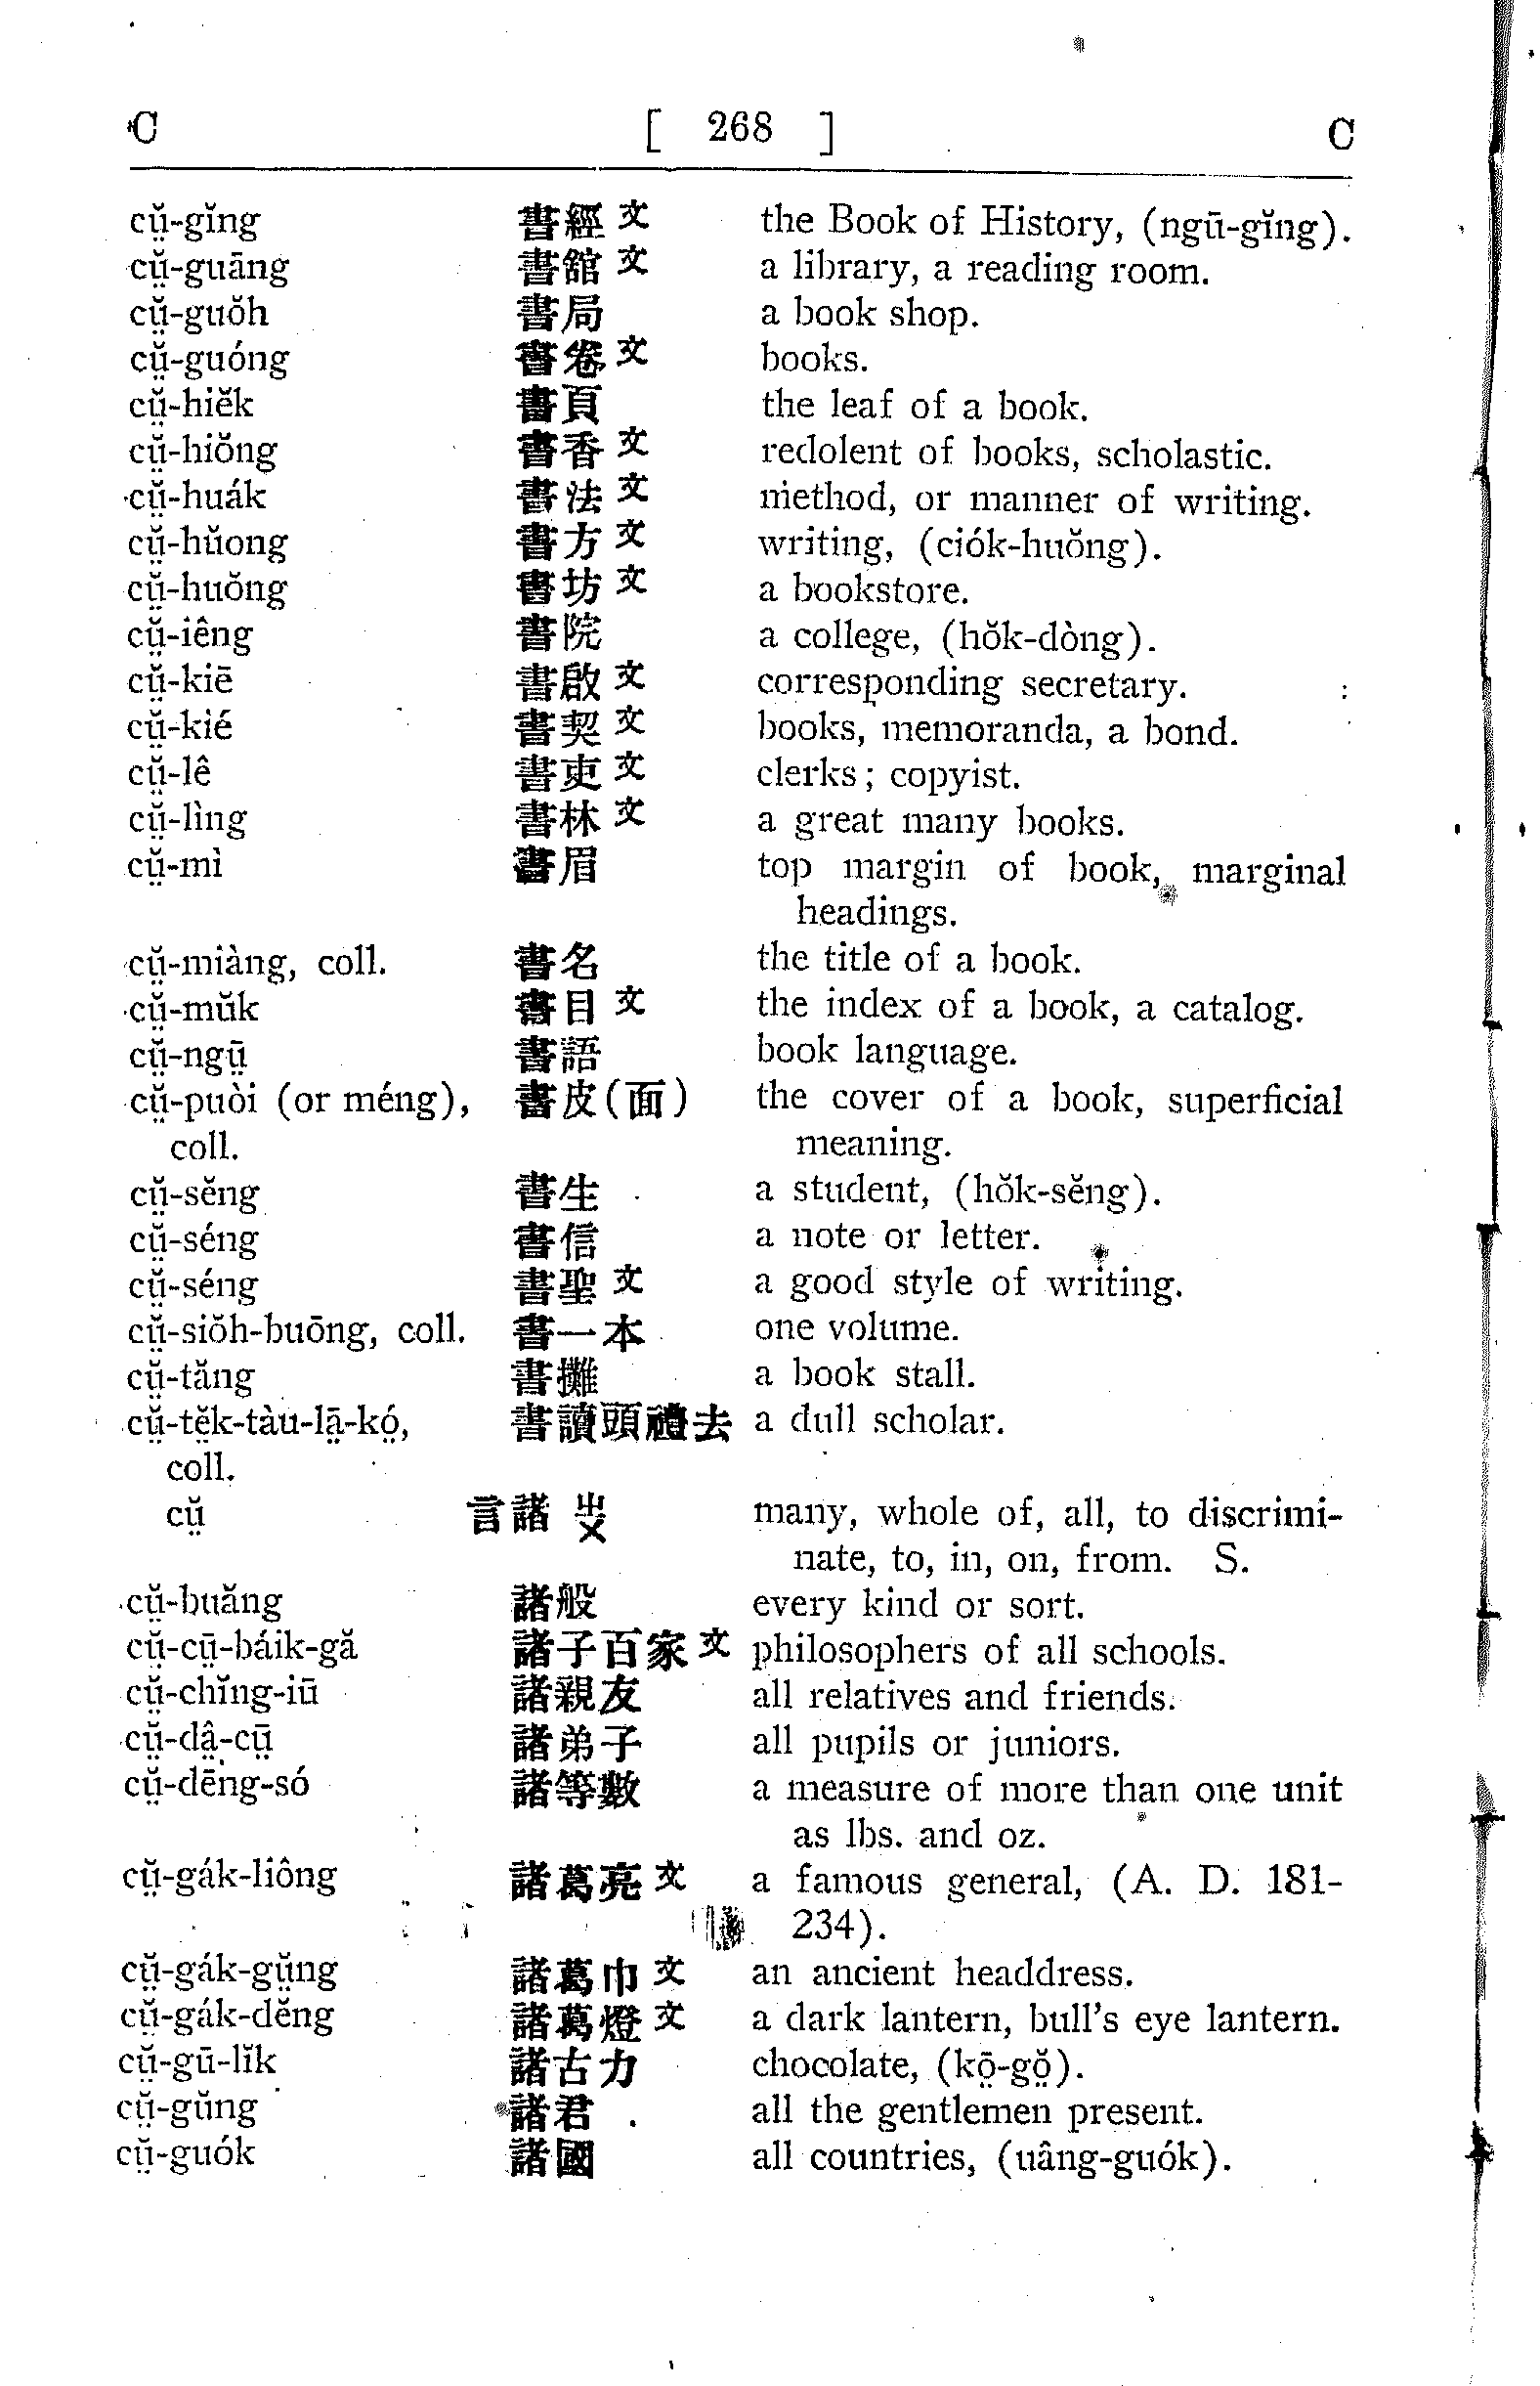 C [ 268 ] C
cṳ̆-gĭng 書經文 the Book of History, (ngū-gĭng).
cṳ̆-guāng 書舘文 a library, a reading room.
cṳ̆-guŏh 書局 a book shop.
cṳ̆-guóng 書卷文 books.
cṳ̆-hiĕk 書頁 the leaf of a book.
cṳ̆-hiŏng 書香文 redolent of books, scholastic.
cṳ̆-huák 書法文 method, or manner of writing.
cṳ̆-hŭong 書方文 writing, (ciók-huŏng).
cṳ̆-huŏng 書坊文 a bookstore.
cṳ̆-iêng 書院 a college, (hŏk-dòng).
cṳ̆-kiē 書啟文 corresponding secretary.
cṳ̆-kié 書契文 books, memoranda, a bond.
cṳ̆-lê 書吏文 clerks; copyist.
cṳ̆-lìng 書林文 a great many books.
cṳ̆-mì 書眉 top margin of book, marginal
headings.
cṳ̆-miàng, coll. 書名 the title of a book.
cṳ̆-mŭk 書目文 the index of a book, a catalog.
cṳ̆-ngṳ̄ 書語 book language.
cṳ̆-puòi (or méng), 書皮(面) the cover of a book, superficial
coll. meaning.
cṳ̆-sĕng 書生 a student, (hŏk-sĕng).
cṳ̆-séng 書信 a note or letter.
cṳ̆-séng 書聖文 a good style of writing.
cṳ̆-siŏh-buōng, coll. 書一本 one volume.
cṳ̆-tăng 書攤 a book stall.
cṳ̆-tĕ̤k-tàu-lā̤-kó̤, 書讀頭禮去 a dull scholar.
coll.
cṳ̆ 言諸 ㄓㄨ many, whole of, all, to discrimi-
nate, to, in, on, from. S.
cṳ̆-buăng 諸般 every kind or sort.
cṳ̆-cṳ̄-báik-gă 諸子百家文 philosophers of all schools.
cṳ̆-chĭng-iū 諸親友 all relatives and friends.
cṳ̆-dâ̤-cṳ̄ 諸弟子 all pupils or juniors.
cṳ̆-dēng-só 諸等數 a measure of more than one unit
as lbs. and oz.
cṳ̆-gák-liông 諸葛亮文 a famous general, (A. D. 181-
234).
cṳ̆-gák-gṳ̆ng 諸葛巾文 an ancient headdress.
cṳ̆-gák-dĕng 諸葛燈文 a dark lantern, bull's eye lantern.
cṳ̆-gū-lĭk 諸古力 chocolate, (kō̤-gŏ̤).
cṳ̆-gŭng 諸君 all the gentlemen present.
cṳ̆-guók 諸國 all countries, (uâng-guók).